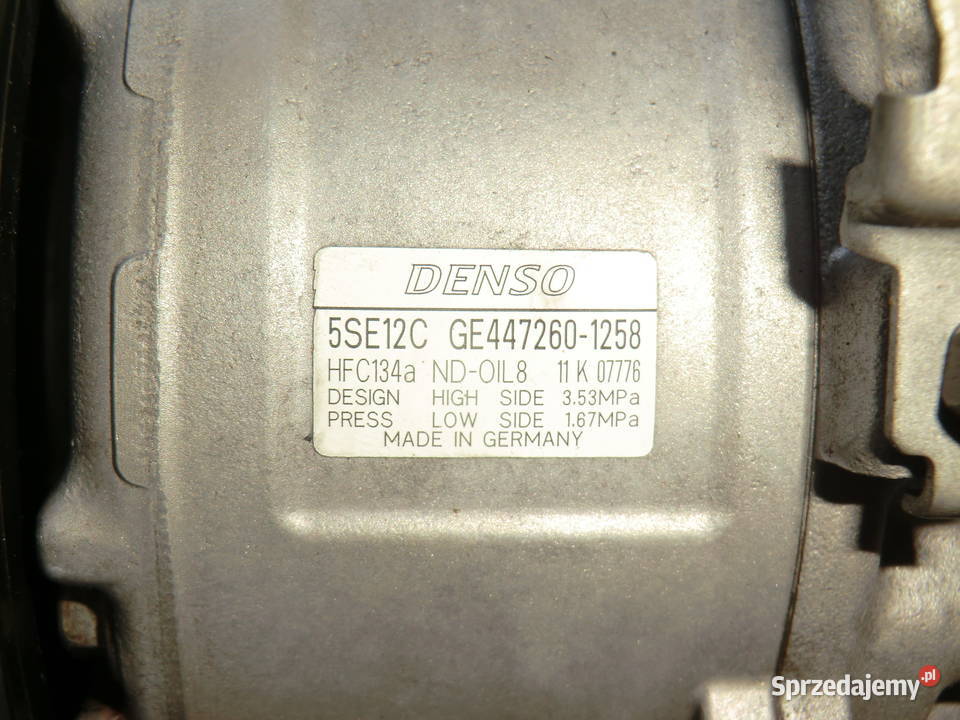 DENSO
5SE12C GE447260-1258
HFC134a ND-OIL8 11 K 07776
DESIGN HIGH SIDE 3.53MPa
PRESS LOW SIDE 1.67MPa
MADE IN GERMANY
Sprzedajemy.pl